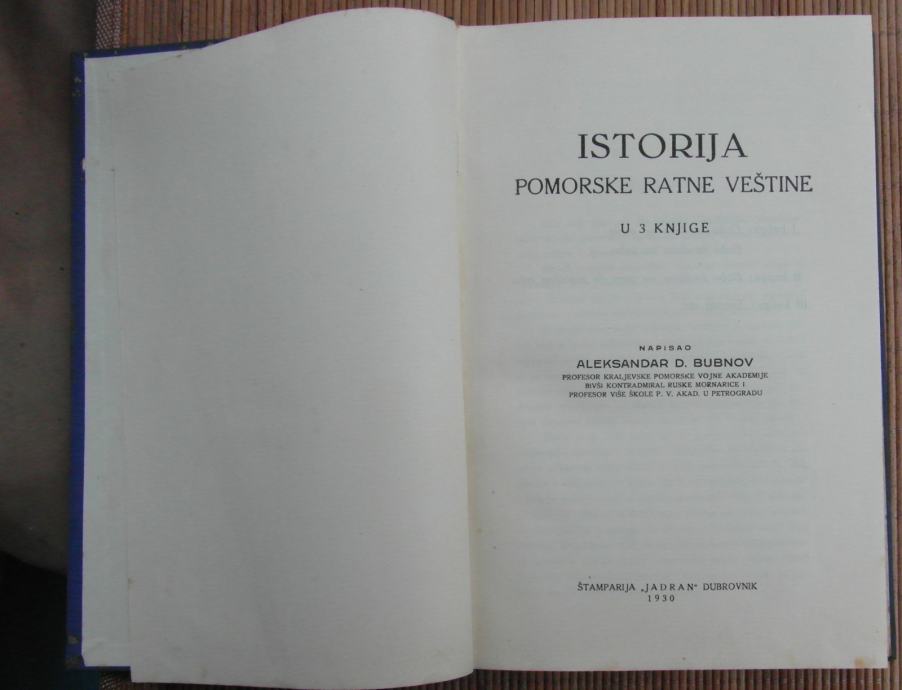 ISTORIJA
POMORSKE RATNE VEŠTINE
U 3 KNJIGE
NAPISAO
ALEKSANDAR D. BUBNOV
PROFESOR KRALJEVSKE POMORSKE VOJNE AKADEMIJE
BIVŠI KONTRADMIRAL RUSKE MORNARICE I
PROFESOR VIŠE ŠKOLE P. V. AKAD. U PETROGRADU
ŠTAMPARIJA „JADRAN“ DUBROVNIK
1930